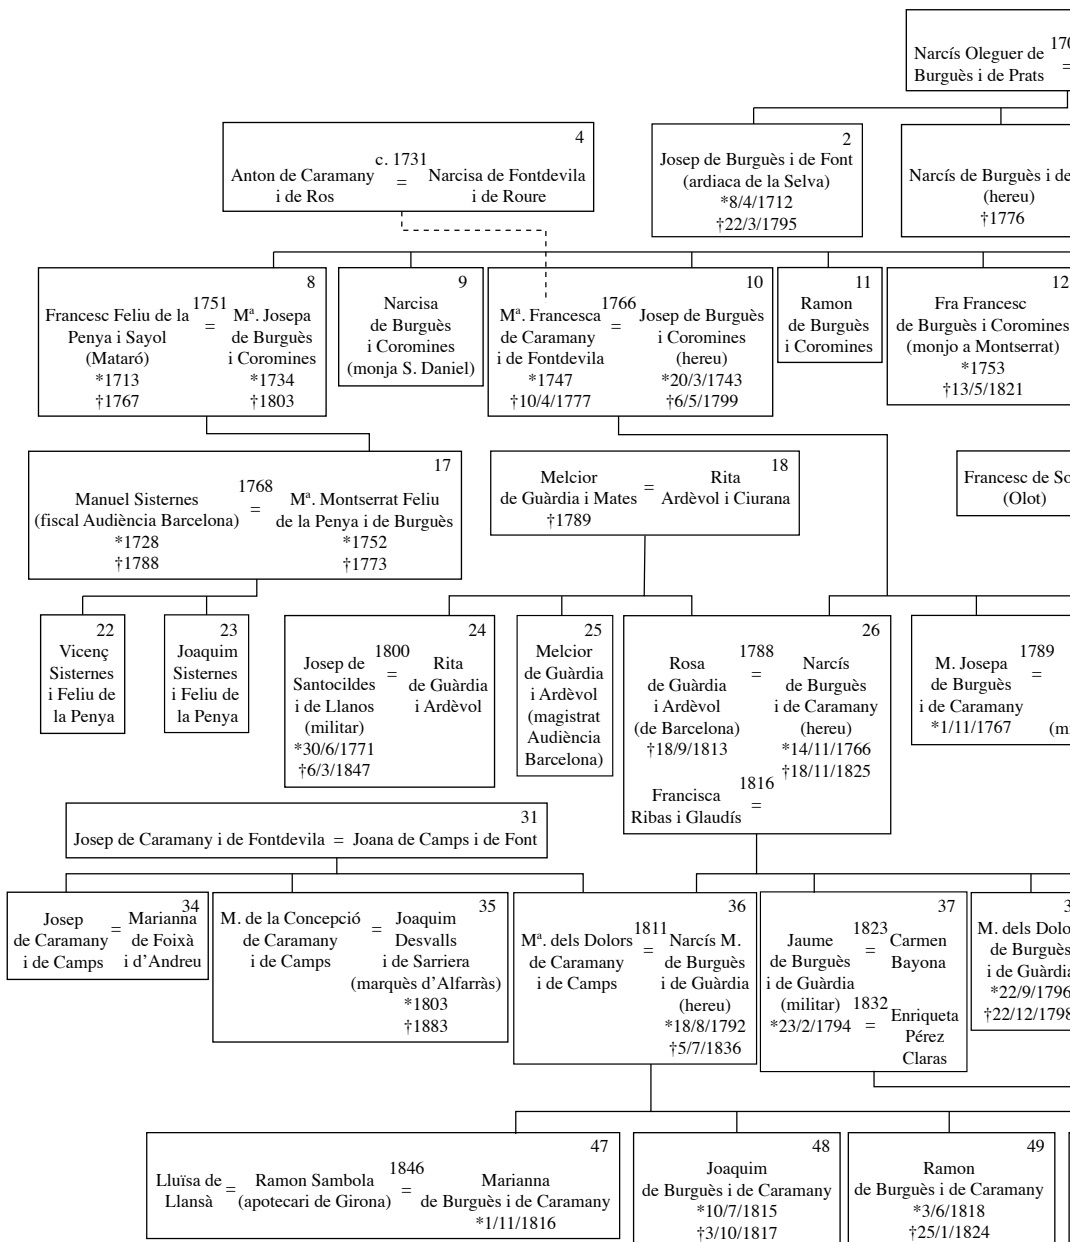 Narcís Oleguer de
Burguès i de Prats
170
=
4
Anton de Caramany
i de Ros
c. 1731
=
Narcisa de Fontdevila
i de Roure
2
Josep de Burguès i de Font
(ardiaca de la Selva)
*8/4/1712
†22/3/1795
Narcís de Burguès i de
(hereu)
†1776
8
Francesc Feliu de la
Penya i Sayol
(Mataró)
*1713
†1767
1751
=
Mª. Josepa
de Burguès
i Coromines
*1734
†1803
9
Narcisa
de Burguès
i Coromines
(monja S. Daniel)
10
Mª. Francesca
de Caramany
i de Fontdevila
*1747
†10/4/1777
1766
=
Josep de Burguès
i Coromines
(hereu)
*20/3/1743
†6/5/1799
11
Ramon
de Burguès
i Coromines
12
Fra Francesc
de Burguès i Coromines
(monjo a Montserrat)
*1753
†13/5/1821
17
Manuel Sisternes
(fiscal Audiència Barcelona)
*1728
†1788
1768
=
Mª. Montserrat Feliu
de la Penya i de Burguès
*1752
†1773
18
Melcior
de Guàrdia i Mates
†1789
=
Rita
Ardèvol i Ciurana
Francesc de So
(Olot)
22
Vicenç
Sisternes
i Feliu de
la Penya
23
Joaquim
Sisternes
i Feliu de
la Penya
24
Josep de
Santocildes
i de Llanos
(militar)
*30/6/1771
†6/3/1847
1800
=
Rita
de Guàrdia
i Ardèvol
25
Melcior
de Guàrdia
i Ardèvol
(magistrat
Audiència
Barcelona)
26
Rosa
de Guàrdia
i Ardèvol
(de Barcelona)
†18/9/1813
1788
=
Narcís
de Burguès
i de Caramany
(hereu)
*14/11/1766
†18/11/1825
Francisca
Ribas i Glaudís
1816
=
M. Josepa
de Burguès
i de Caramany
*1/11/1767
1789
=
(m
31
Josep de Caramany i de Fontdevila = Joana de Camps i de Font
34
Josep
de Caramany
i de Camps
=
Marianna
de Foixà
i d'Andreu
35
M. de la Concepció
de Caramany
i de Camps
=
Joaquim
Desvalls
i de Sarriera
(marquès d'Alfarràs)
*1803
†1883
36
Mª. dels Dolors
de Caramany
i de Camps
1811
=
Narcís M.
de Burguès
i de Guàrdia
(hereu)
*18/8/1792
†5/7/1836
37
Jaume
de Burguès
i de Guàrdia
(militar)
*23/2/1794
1823
=
Carmen
Bayona
1832
=
Enriqueta
Pérez
Claras
3
M. dels Dolo
de Burguès
i de Guàrdia
*22/9/1796
†22/12/1798
47
Lluïsa de
Llansà
=
Ramon Sambola
(apotecari de Girona)
1846
=
Marianna
de Burguès i de Caramany
*1/11/1816
48
Joaquim
de Burguès i de Caramany
*10/7/1815
†3/10/1817
49
Ramon
de Burguès i de Caramany
*3/6/1818
†25/1/1824